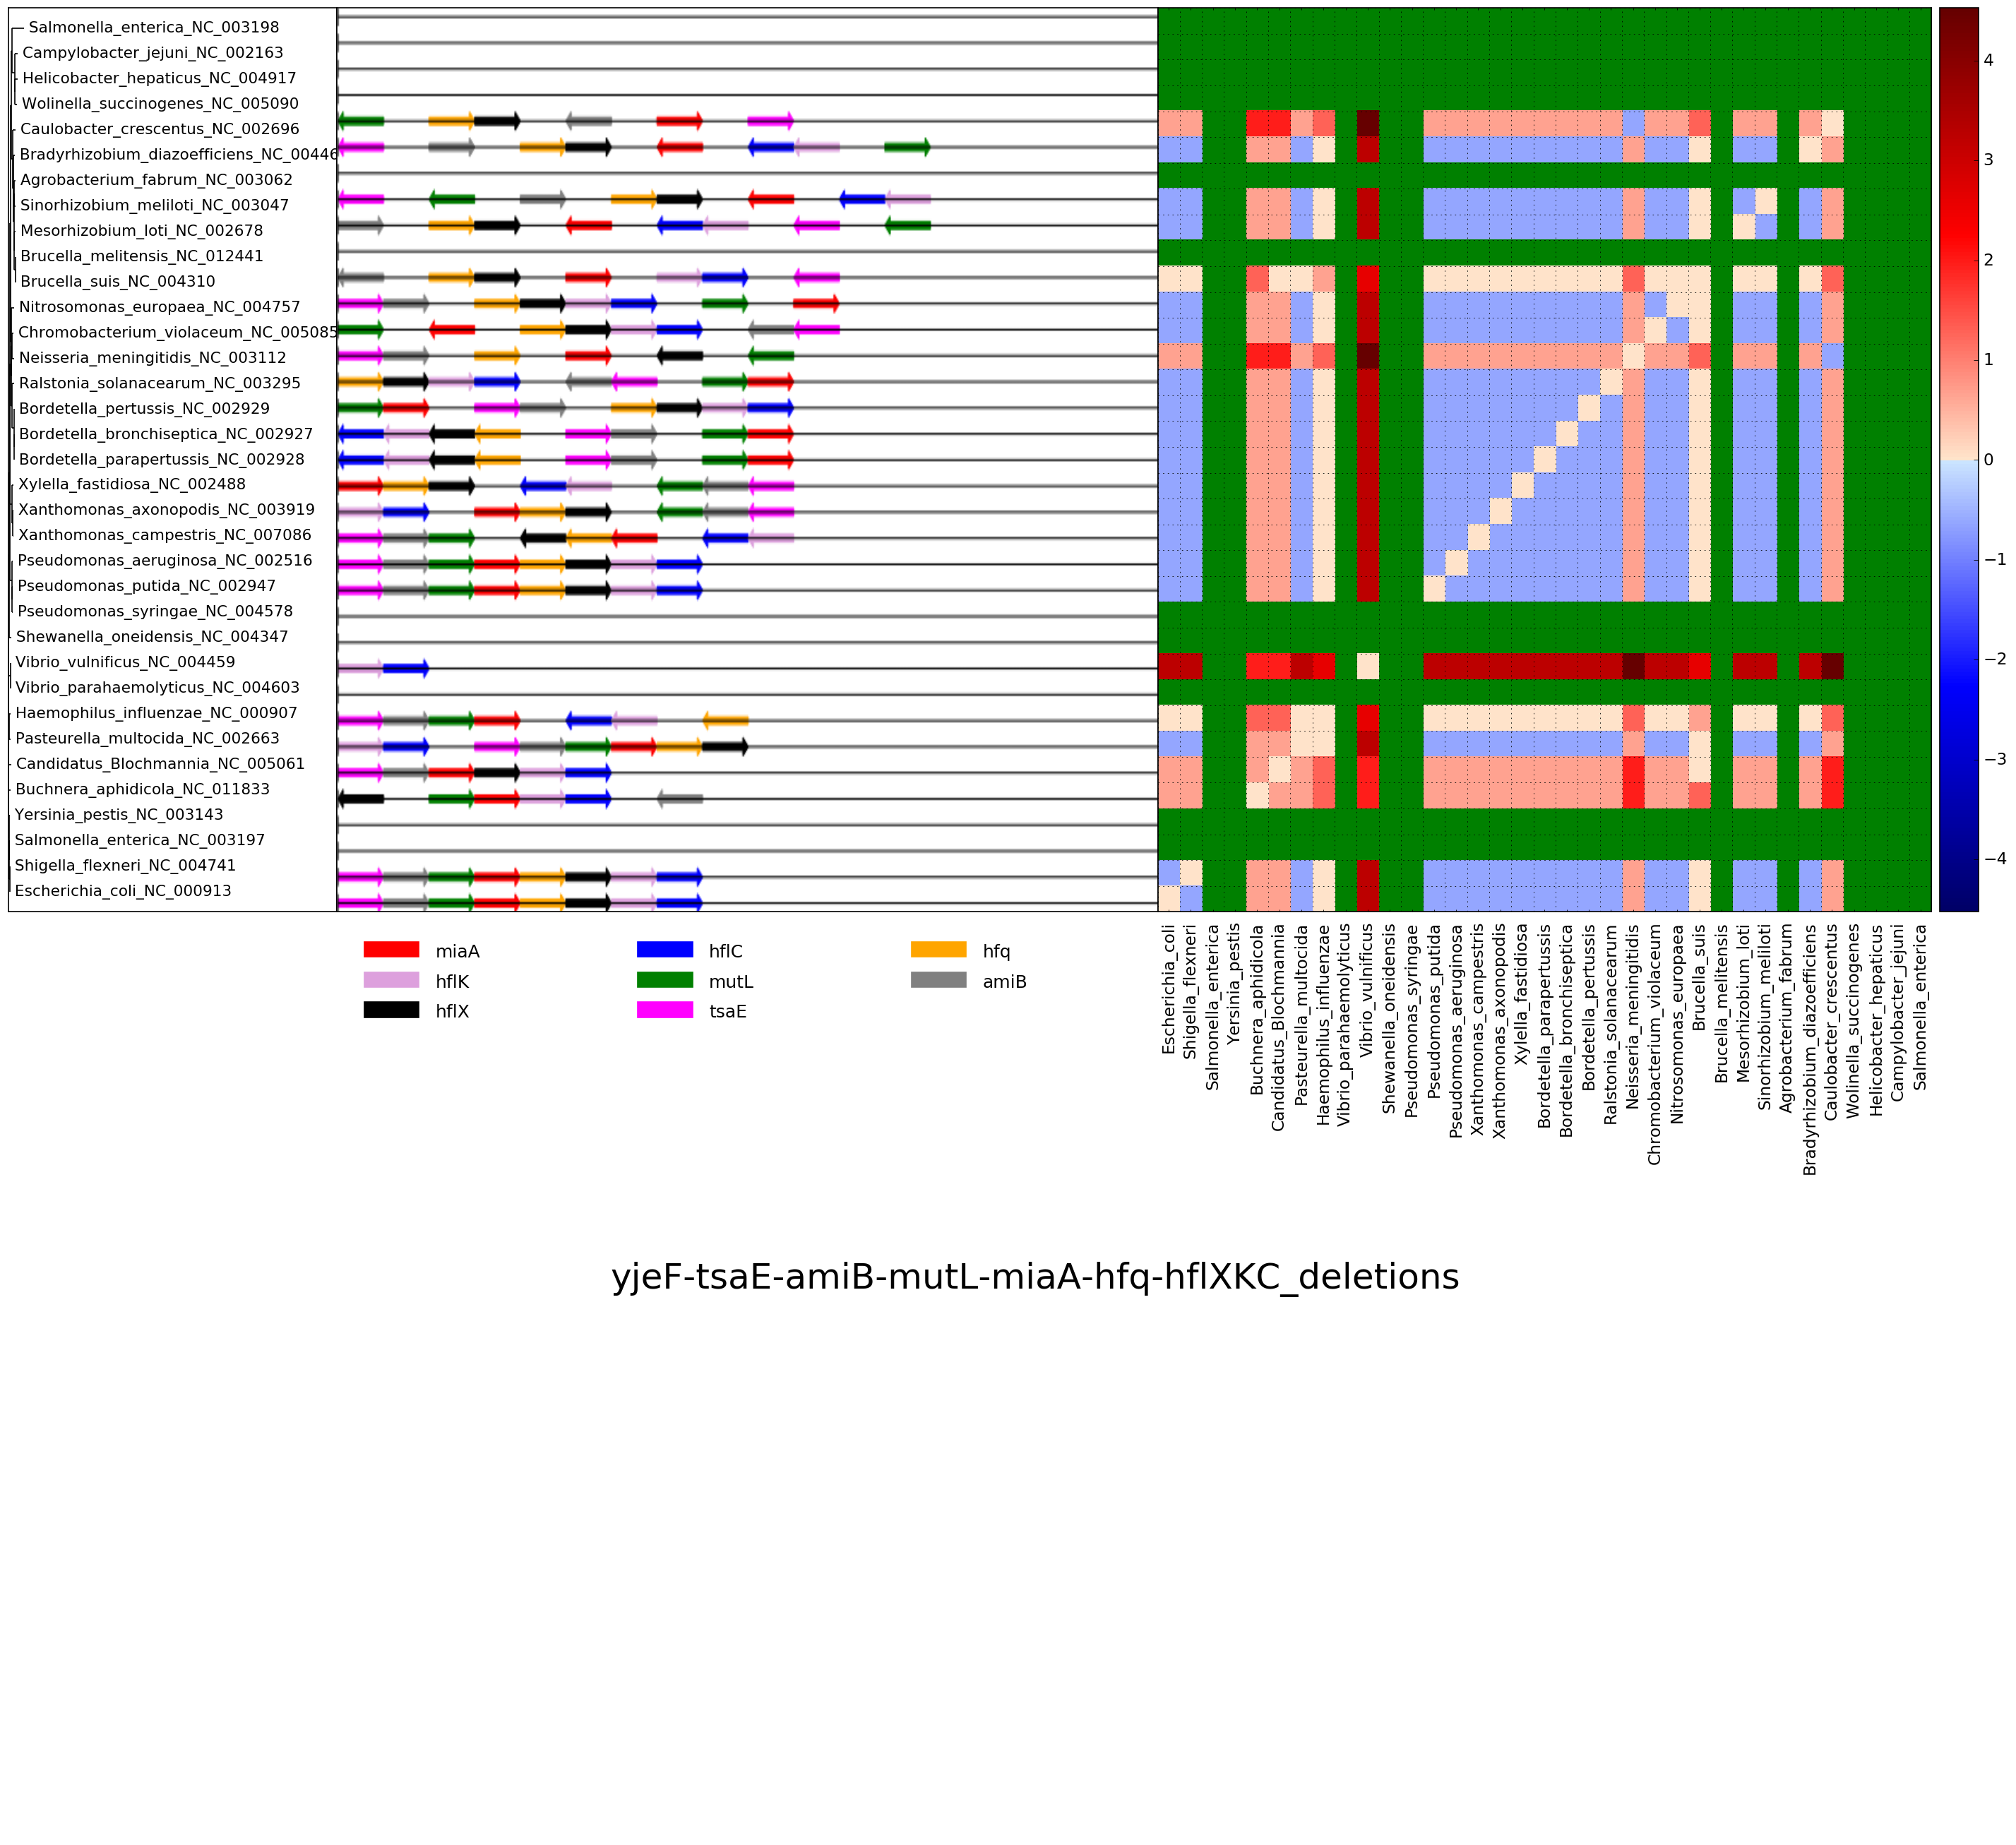 Salmonella_enterica_NC_003198
Campylobacter_jejuni_NC_002163
Helicobacter_hepaticus_NC_004917
Wolinella_succinogenes_NC_005090
Caulobacter_crescentus_NC_002696
Bradyrhizobium_diazoefficiens_NC_00446
Agrobacterium_fabrum_NC_003062
Sinorhizobium_meliloti_NC_003047
Mesorhizobium_loti_NC_002678
Brucella_melitensis_NC_012441
Brucella_suis_NC_004310
Nitrosomonas_europaea_NC_004757
Chromobacterium_violaceum_NC_005085
Neisseria_meningitidis_NC_003112
Ralstonia_solanacearum_NC_003295
Bordetella_pertussis_NC_002929
Bordetella_bronchiseptica_NC_002927
Bordetella_parapertussis_NC_002928
Xylella_fastidiosa_NC_002488
Xanthomonas_axonopodis_NC_003919
Xanthomonas_campestris_NC_007086
Pseudomonas_aeruginosa_NC_002516
Pseudomonas_putida_NC_002947
Pseudomonas_syringae_NC_004578
Shewanella_oneidensis_NC_004347
Vibrio_vulnificus_NC_004459
Vibrio_parahaemolyticus_NC_004603
Haemophilus_influenzae_NC_000907
Pasteurella_multocida_NC_002663
Candidatus_Blochmannia_NC_005061
Buchnera_aphidicola_NC_011833
Yersinia_pestis_NC_003143
Salmonella_enterica_NC_003197
Shigella_flexneri_NC_004741
Escherichia_coli_NC_000913
4
3
2
1
0
−1
−2
−3
−4
miaA
hflK
hflX
hflC
mutL
tsaE
hfq
amiB
Escherichia_coli
Shigella_flexneri
Salmonella_enterica
Yersinia_pestis
Buchnera_aphidicola
Candidatus_Blochmannia
Pasteurella_multocida
Haemophilus_influenzae
Vibrio_parahaemolyticus
Vibrio_vulnificus
Shewanella_oneidensis
Pseudomonas_syringae
Pseudomonas_putida
Pseudomonas_aeruginosa
Xanthomonas_campestris
Xanthomonas_axonopodis
Xylella_fastidiosa
Bordetella_parapertussis
Bordetella_bronchiseptica
Bordetella_pertussis
Ralstonia_solanacearum
Neisseria_meningitidis
Chromobacterium_violaceum
Nitrosomonas_europaea
Brucella_suis
Brucella_melitensis
Mesorhizobium_loti
Sinorhizobium_meliloti
Agrobacterium_fabrum
Bradyrhizobium_diazoefficiens
Caulobacter_crescentus
Wolinella_succinogenes
Helicobacter_hepaticus
Campylobacter_jejuni
Salmonella_enterica
yjeF-tsaE-amiB-mutL-miaA-hfq-hflXKC_deletions